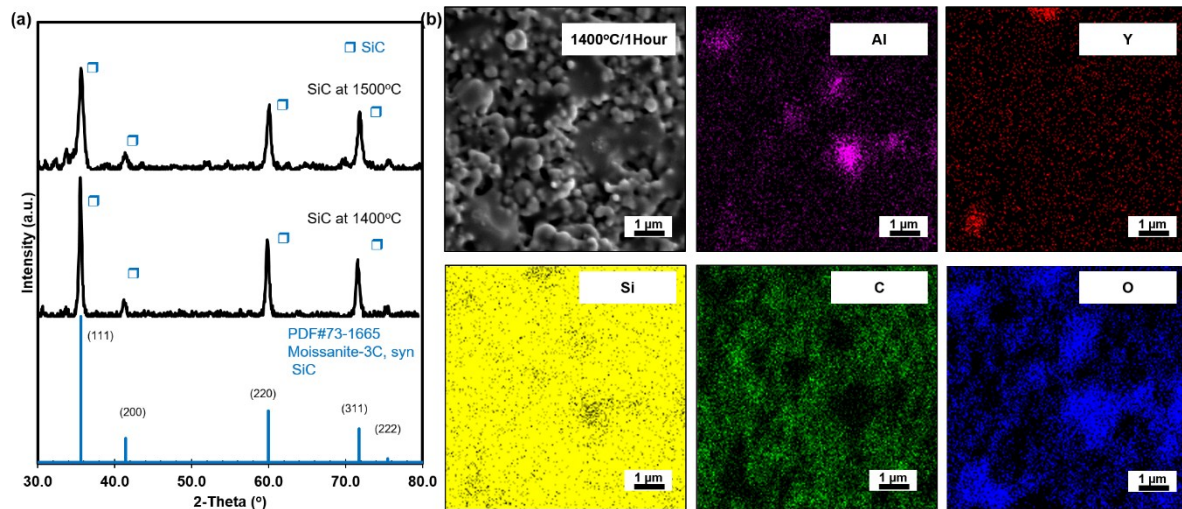 (a)
SiC
SiC at 1500°C
SiC at 1400°C
PDF#73-1665
Moissanite-3C, syn
SiC
(111)
(200)
(220)
(311)
(222)
Intensity (a.u.)
30.0 40.0 50.0 60.0 70.0 80.0
2-Theta (°)
(b)
1400°C/1Hour
1 μm
Al
1 μm
Y
1 μm
Si
1 μm
C
1 μm
O
1 μm